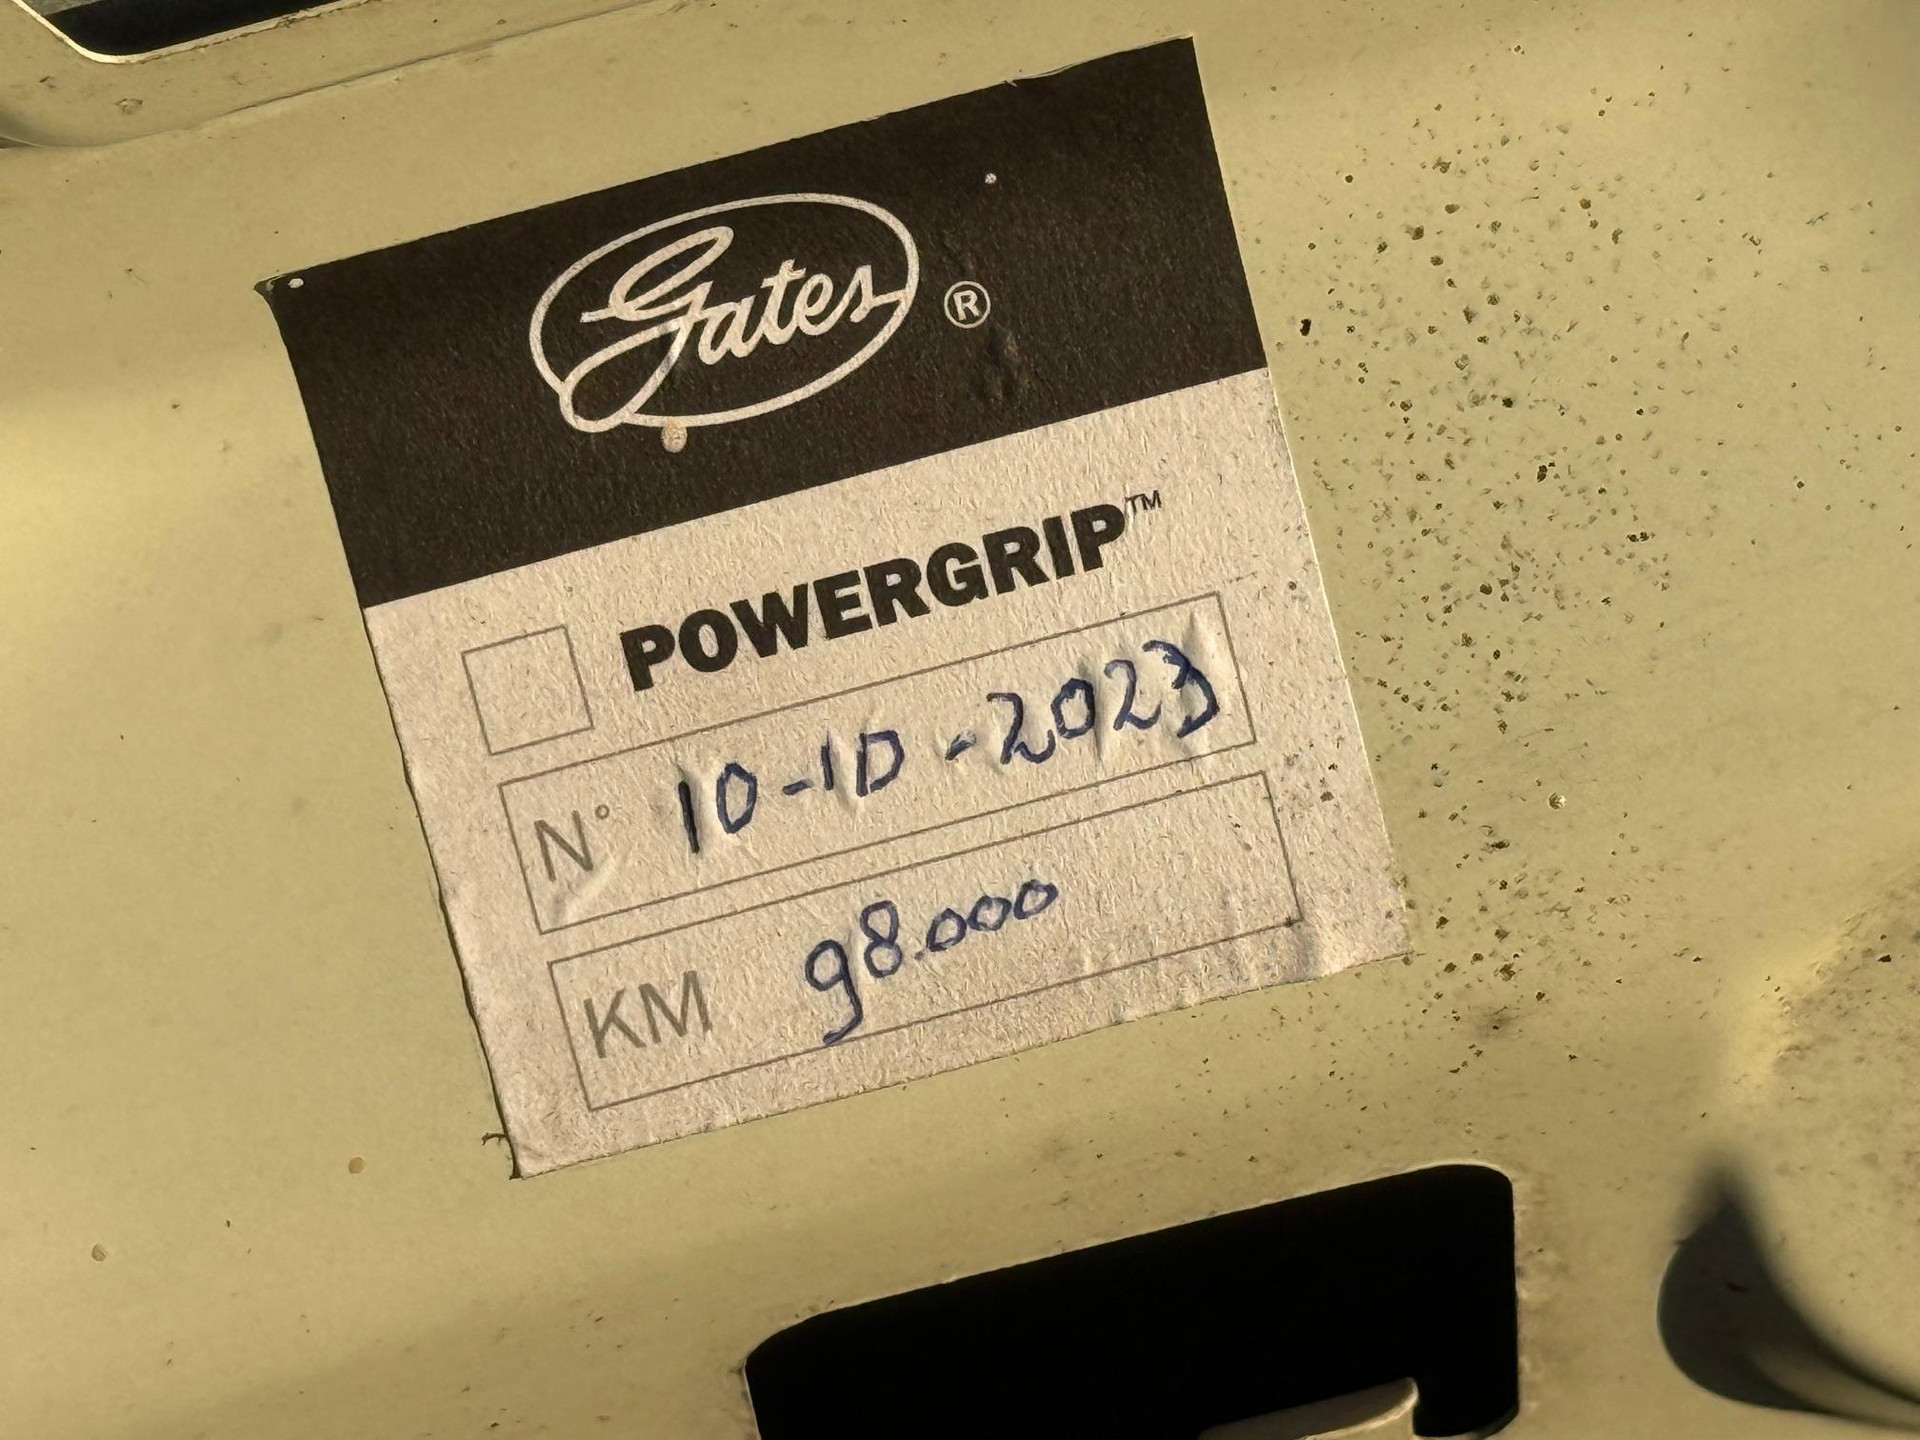 Gates ®
POWERGRIP™
N° 10-10-2023
KM 98.000